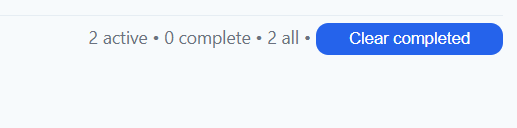 2 active • 0 complete • 2 all • Clear completed